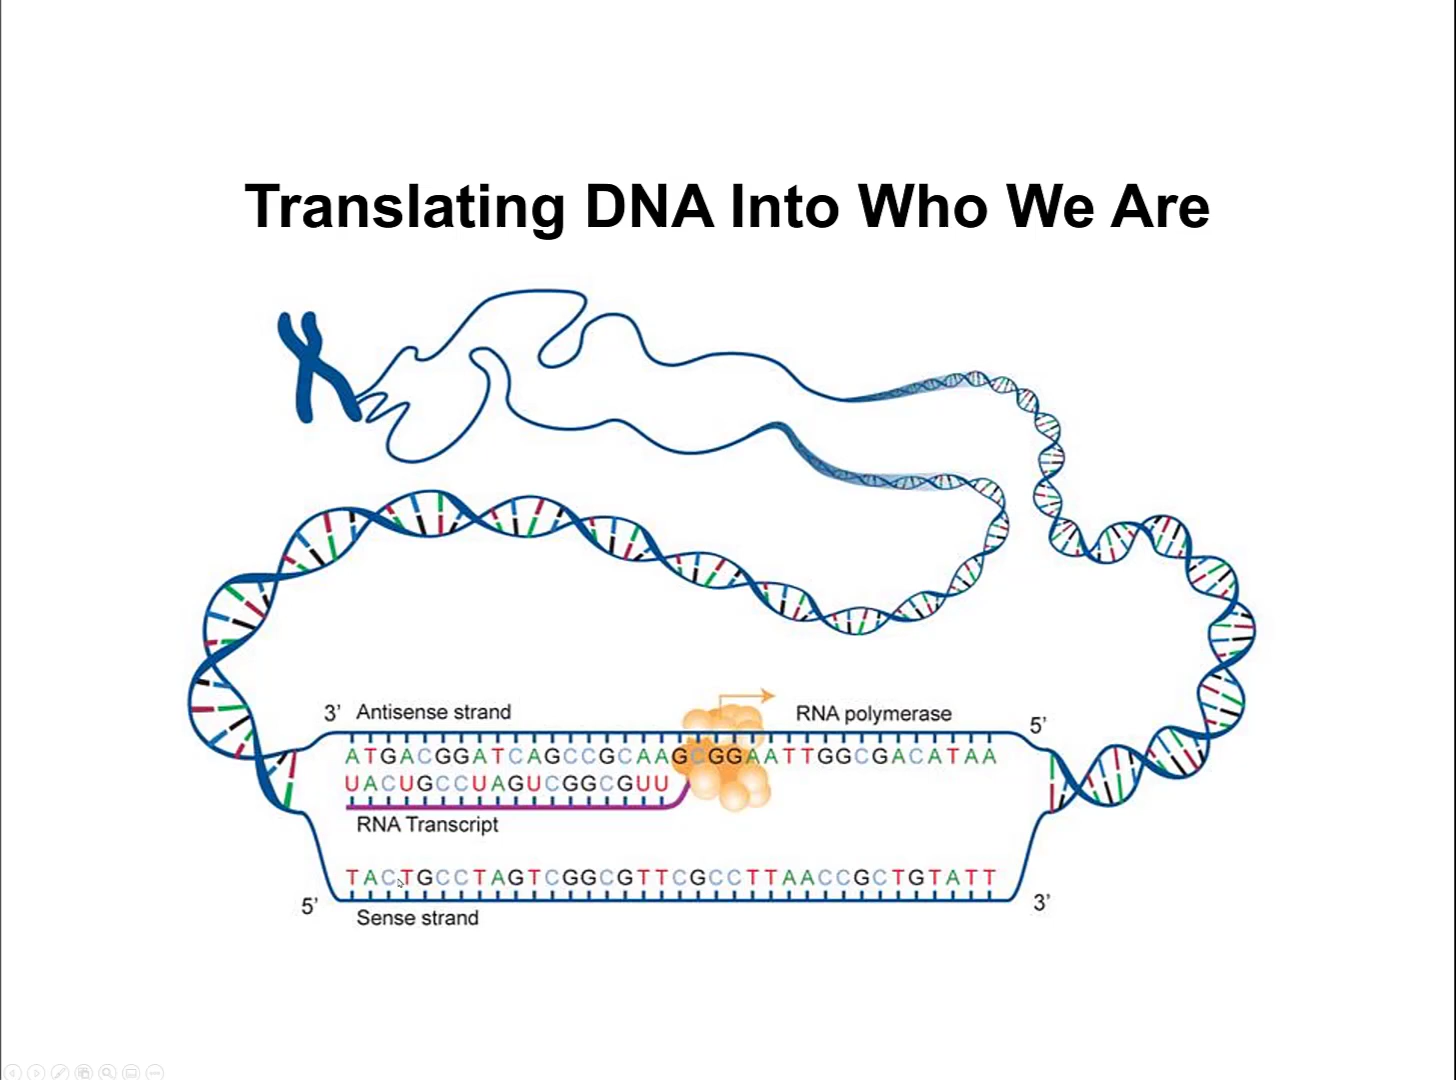 Translating DNA Into Who We Are
3’ Antisense strand
RNA polymerase
5’
ATGACGGATCAGCCGCAAGCGGAATTGGCGACATAA
UACUGCCUAGUCGGCGUU
RNA Transcript
TACTGCCTAGTCGGCGTTCGCCTTAACCGCTGTATT
5’
3’
Sense strand